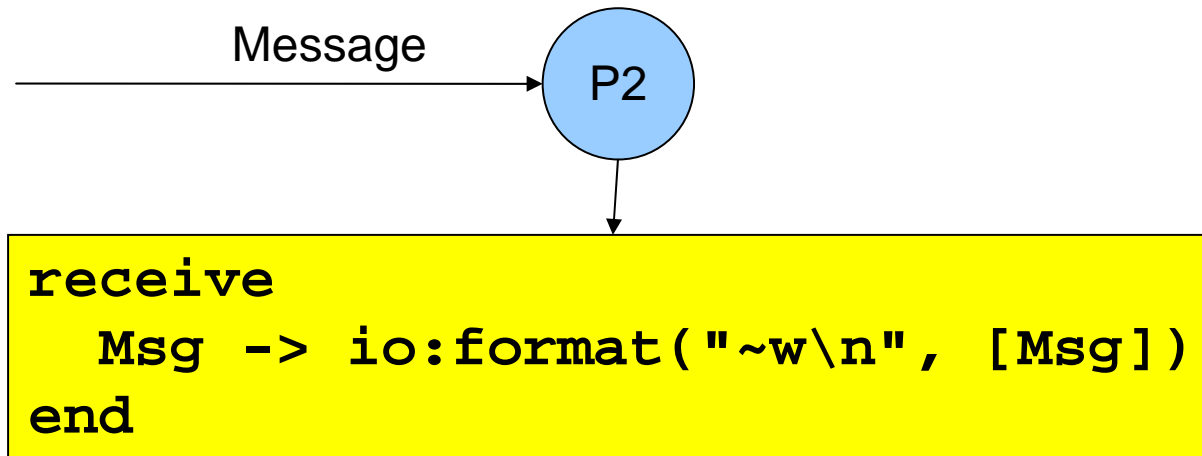 Message
P2
receive
  Msg -> io:format("~w\n", [Msg])
end